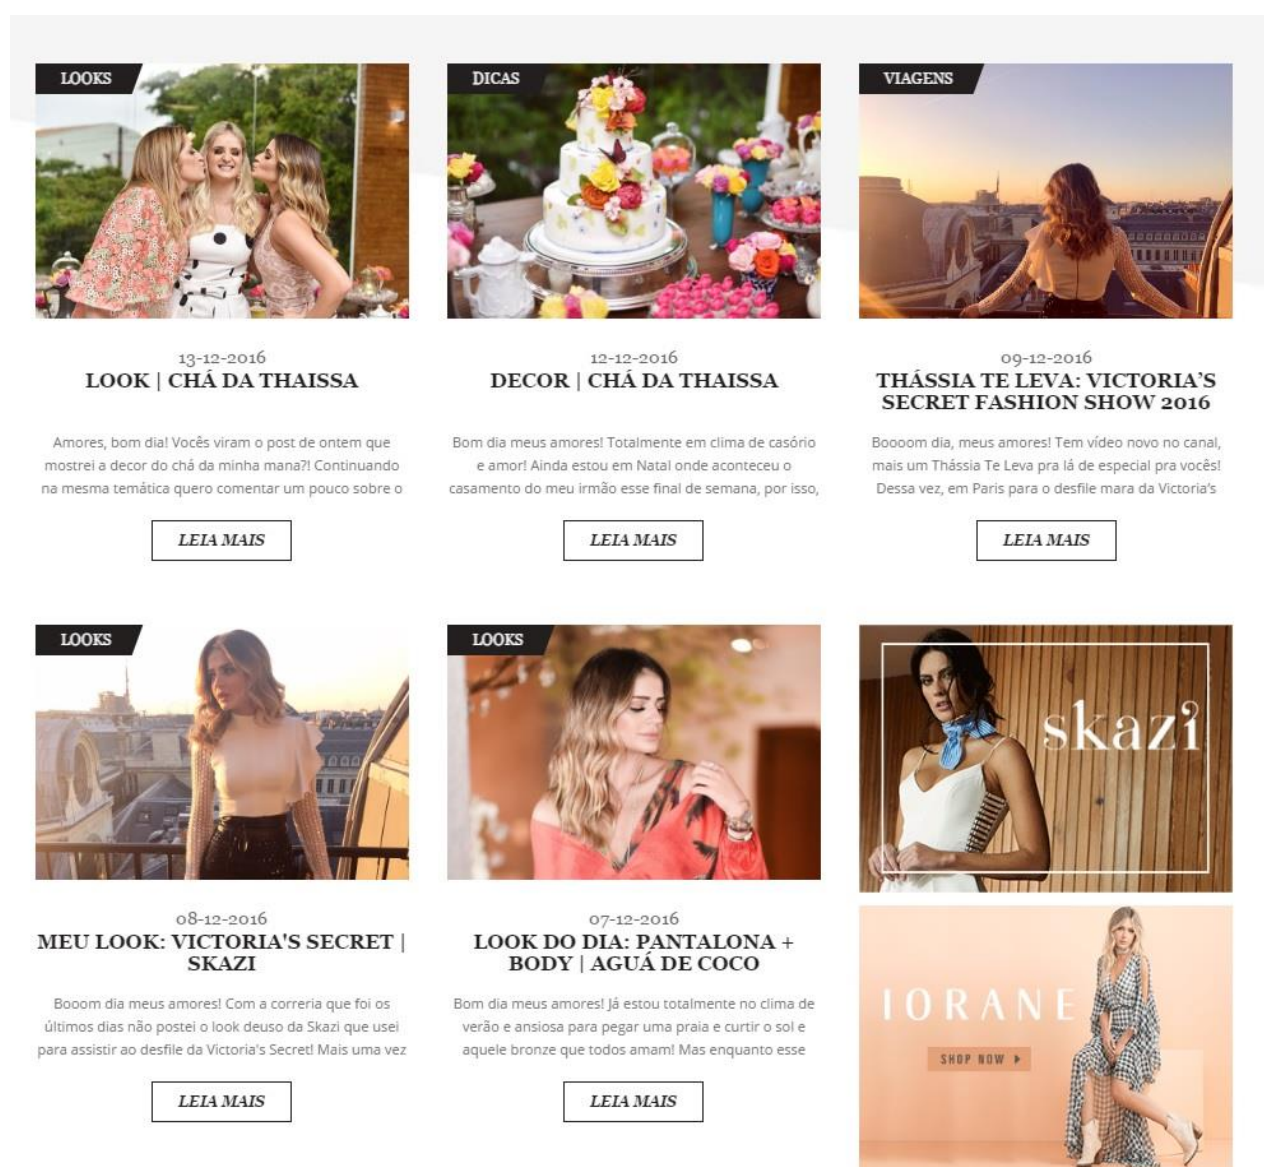 LOOKS
13-12-2016
LOOK | CHÁ DA THAISSA
Amores, bom dia! Vocês viram o post de ontem que
mostrei a decor do chá da minha mana?! Continuando
na mesma temática quero comentar um pouco sobre o
LEIA MAIS
DICAS
12-12-2016
DECOR | CHÁ DA THAISSA
Bom dia meus amores! Totalmente em clima de casório
e amor! Ainda estou em Natal onde aconteceu o
casamento do meu irmão esse final de semana, por isso,
LEIA MAIS
VIAGENS
09-12-2016
THÁSSIA TE LEVA: VICTORIA’S
SECRET FASHION SHOW 2016
Boooom dia, meus amores! Tem vídeo novo no canal,
mais um Thássia Te Leva pra lá de especial pra vocês!
Dessa vez, em Paris para o desfile mara da Victoria’s
LEIA MAIS
LOOKS
08-12-2016
MEU LOOK: VICTORIA'S SECRET |
SKAZI
Booom dia meus amores! Com a correria que foi os
últimos dias não postei o look deuso da Skazi que usei
para assistir ao desfile da Victoria's Secret! Mais uma vez
LEIA MAIS
LOOKS
07-12-2016
LOOK DO DIA: PANTALONA +
BODY | AGUÁ DE COCO
Bom dia meus amores! Já estou totalmente no clima de
verão e ansiosa para pegar uma praia e curtir o sol e
aquele bronze que todos amam! Mas enquanto esse
LEIA MAIS
skazi
IORANE
SHOP NOW